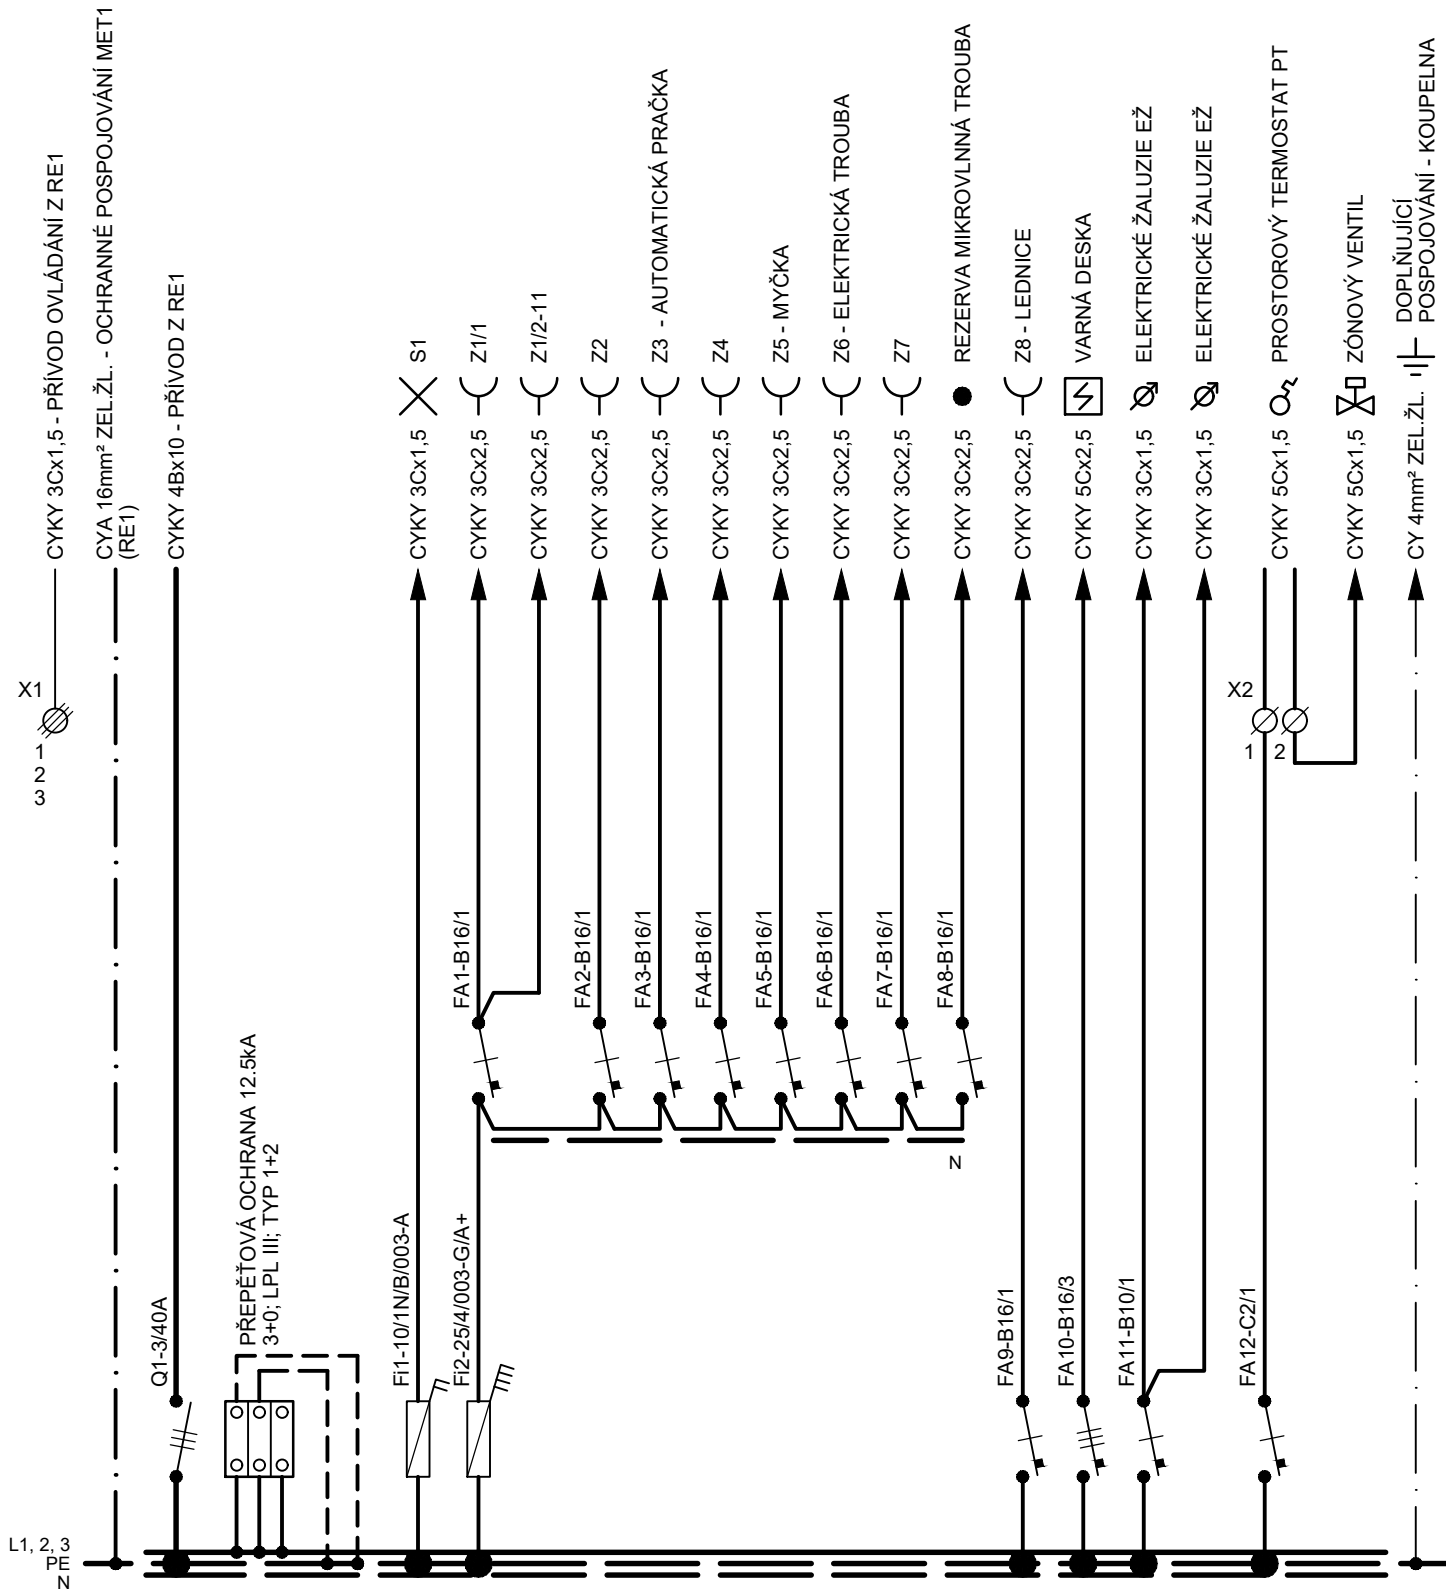 CYKY 3Cx1,5 - PŘÍVOD OVLÁDÁNÍ Z RE1
CYA 16mm² ZEL.ŽL. - OCHRANNÉ POSPOJOVÁNÍ MET1
(RE1)
CYKY 4Bx10 - PŘÍVOD Z RE1
CYKY 3Cx1,5 S1
CYKY 3Cx2,5 Z1/1
CYKY 3Cx2,5 Z1/2-11
CYKY 3Cx2,5 Z2
CYKY 3Cx2,5 Z3 - AUTOMATICKÁ PRAČKA
CYKY 3Cx2,5 Z4
CYKY 3Cx2,5 Z5 - MYČKA
CYKY 3Cx2,5 Z6 - ELEKTRICKÁ TROUBA
CYKY 3Cx2,5 Z7
CYKY 3Cx2,5 REZERVA MIKROVLNNÁ TROUBA
CYKY 3Cx2,5 Z8 - LEDNICE
CYKY 5Cx2,5 VARNÁ DESKA
CYKY 3Cx1,5 ELEKTRICKÉ ŽALUZIE EŽ
CYKY 3Cx1,5 ELEKTRICKÉ ŽALUZIE EŽ
CYKY 5Cx1,5 PROSTOROVÝ TERMOSTAT PT
CYKY 5Cx1,5 ZÓNOVÝ VENTIL
CY 4mm² ZEL.ŽL. DOPLŇUJÍCÍ
POSPOJOVÁNÍ - KOUPELNA
X1
1
2
3
X2
1 2
FA1-B16/1
FA2-B16/1
FA3-B16/1
FA4-B16/1
FA5-B16/1
FA6-B16/1
FA7-B16/1
FA8-B16/1
N
Q1-3/40A
PŘEPĚŤOVÁ OCHRANA 12.5kA
3+0; LPL III; TYP 1+2
Fi1-10/1N/B/003-A
Fi2-25/4/003-G/A+
FA9-B16/1
FA10-B16/3
FA11-B10/1
FA12-C2/1
L1, 2, 3
PE
N